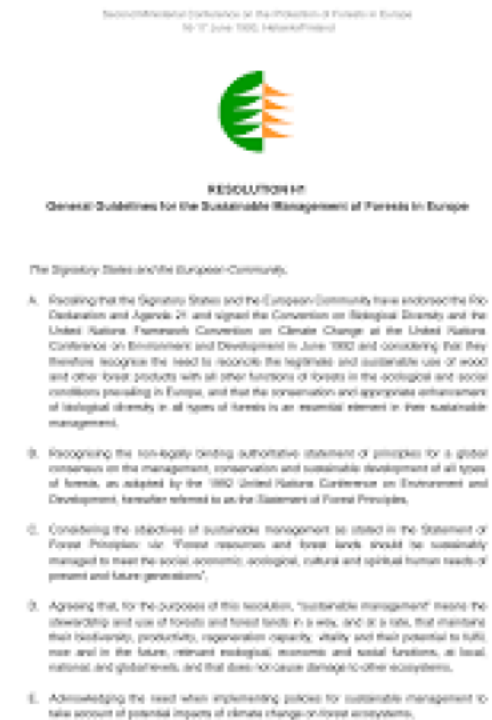 Second Ministerial Conference on the Protection of Forests in Europe
16-17 June 1993, Helsinki/Finland
RESOLUTION H1
General Guidelines for the Sustainable Management of Forests in Europe
The Signatory States and the European Community,
A. Recalling that the Signatory States and the European Community have endorsed the Rio
Declaration and Agenda 21 and signed the Convention on Biological Diversity and the
United Nations Framework Convention on Climate Change at the United Nations
Conference on Environment and Development in June 1992 and considering that they
therefore recognise the need to reconcile the legitimate and sustainable use of wood
and other forest products with all other functions of forests in the ecological and social
conditions prevailing in Europe, and that the conservation and appropriate enhancement
of biological diversity in all types of forests is an essential element in their sustainable
management,
B. Recognising the non-legally binding authoritative statement of principles for a global
consensus on the management, conservation and sustainable development of all types
of forests, as adopted by the 1992 United Nations Conference on Environment and
Development, hereafter referred to as the Statement of Forest Principles,
C. Considering the objectives of sustainable management as stated in the Statement of
Forest Principles: viz "Forest resources and forest lands should be sustainably
managed to meet the social, economic, ecological, cultural and spiritual human needs of
present and future generations",
D. Agreeing that, for the purposes of this resolution, "sustainable management" means the
stewardship and use of forests and forest lands in a way, and at a rate, that maintains
their biodiversity, productivity, regeneration capacity, vitality and their potential to fulfil,
now and in the future, relevant ecological, economic and social functions, at local,
national, and global levels, and that does not cause damage to other ecosystems,
E. Acknowledging the need when implementing policies for sustainable management to
take account of potential impacts of climate change on forest ecosystems,